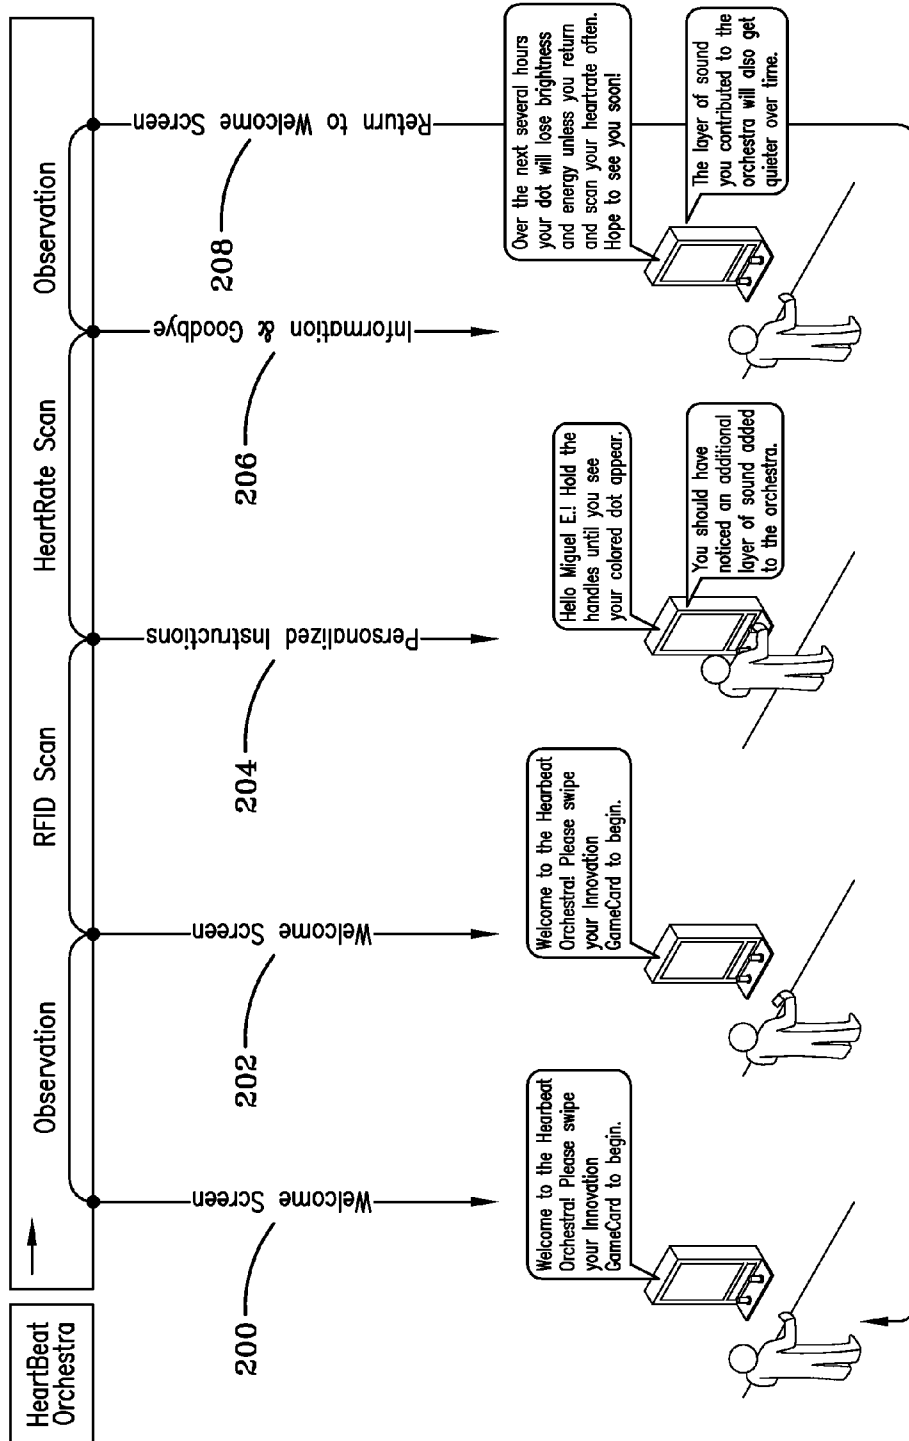 HeartBeat
Orchestra
Observation
RFID Scan
HeartRate Scan
Observation
Welcome Screen
Welcome Screen
Personalized Instructions
Information & Goodbye
Return to Welcome Screen
200
202
204
206
208
Welcome to the Hearbeat
Orchestra! Please swipe
your Innovation
GameCard to begin.
Welcome to the Hearbeat
Orchestra! Please swipe
your Innovation
GameCard to begin.
Hello Miguel E.! Hold the
handles until you see
your colored dot appear.
You should have
noticed an additional
layer of sound added
to the orchestra.
Over the next several hours
your dot will lose brightness
and energy unless you return
and scan your heartrate often.
Hope to see you soon!
The layer of sound
you contributed to the
orchestra will also get
quieter over time.